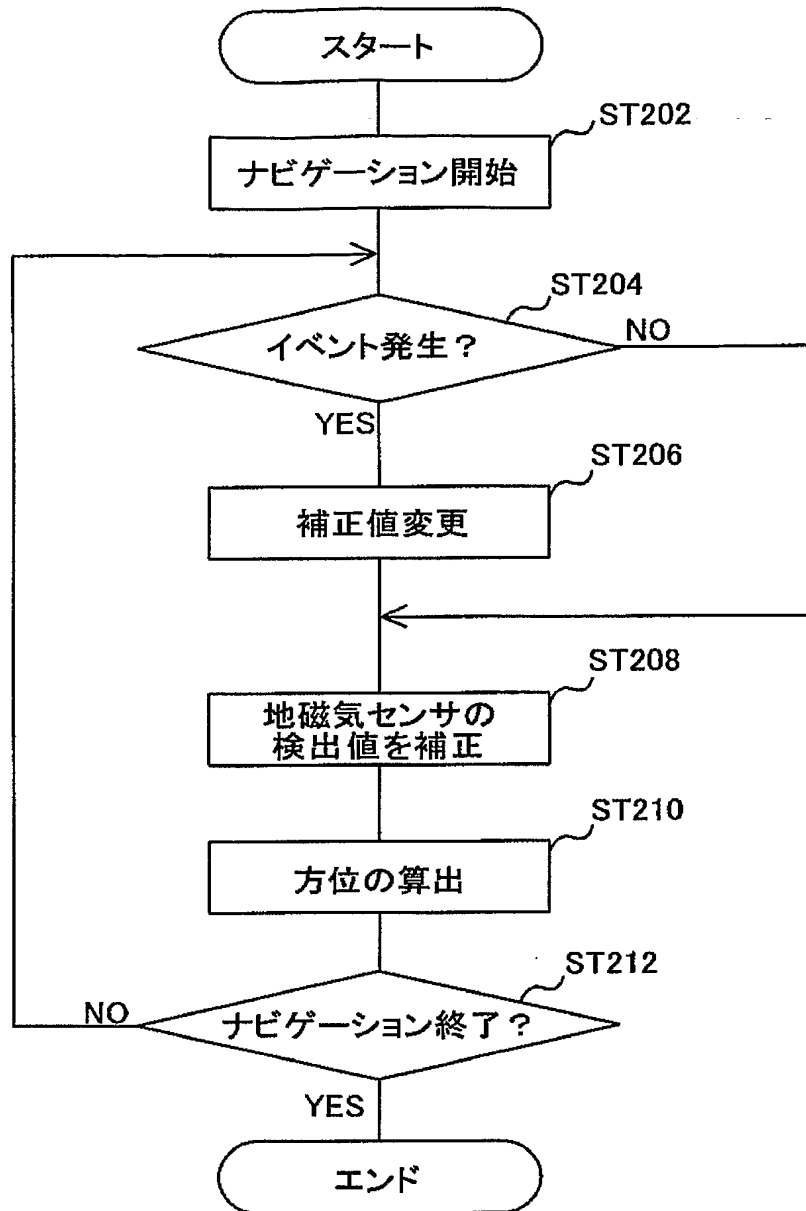 スタート
ST202
ナビゲーション開始
ST204
イベント発生？
NO
YES
ST206
補正値変更
ST208
地磁気センサの
検出値を補正
ST210
方位の算出
ST212
NO
ナビゲーション終了？
YES
エンド